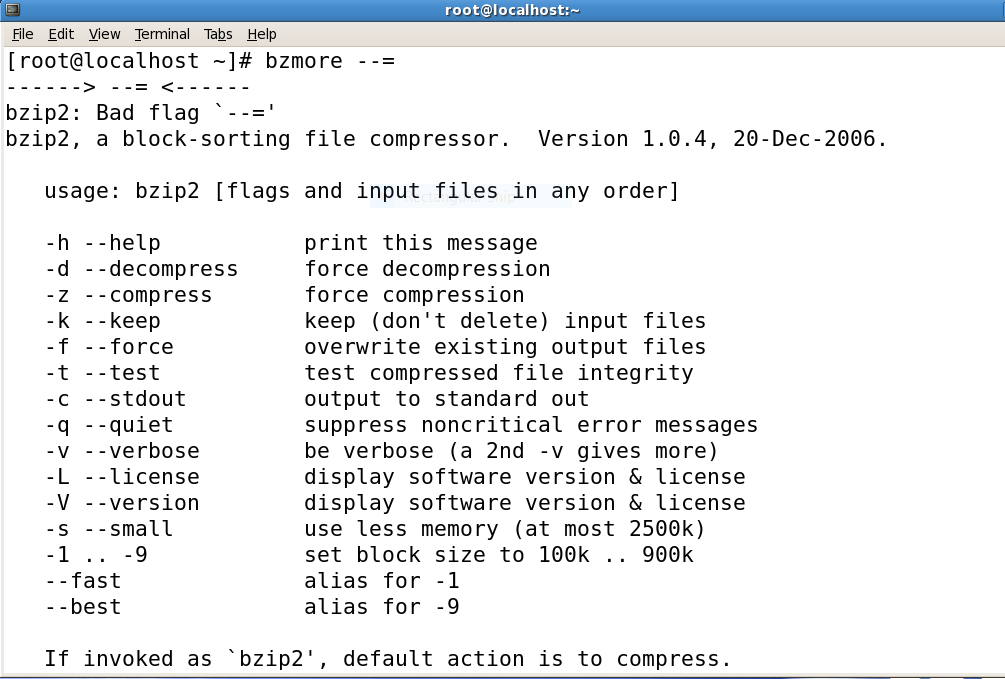 root@localhost:~
File Edit View Terminal Tabs Help
[root@localhost ~]# bzmore --=
------> --= <------
bzip2: Bad flag `--='
bzip2, a block-sorting file compressor.  Version 1.0.4, 20-Dec-2006.
usage: bzip2 [flags and input files in any order]
-h --help           print this message
-d --decompress     force decompression
-z --compress       force compression
-k --keep           keep (don't delete) input files
-f --force          overwrite existing output files
-t --test           test compressed file integrity
-c --stdout         output to standard out
-q --quiet          suppress noncritical error messages
-v --verbose        be verbose (a 2nd -v gives more)
-L --license        display software version & license
-V --version        display software version & license
-s --small          use less memory (at most 2500k)
-1 .. -9            set block size to 100k .. 900k
--fast              alias for -1
--best              alias for -9
If invoked as `bzip2', default action is to compress.